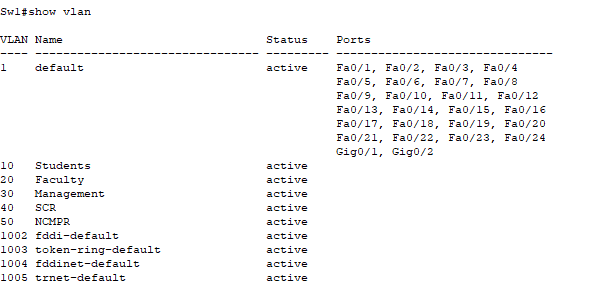 Sw1#show vlan
VLAN Name                             Status    Ports
---- -------------------------------- --------- -------------------------------
1    default                          active    Fa0/1, Fa0/2, Fa0/3, Fa0/4
                                                Fa0/5, Fa0/6, Fa0/7, Fa0/8
                                                Fa0/9, Fa0/10, Fa0/11, Fa0/12
                                                Fa0/13, Fa0/14, Fa0/15, Fa0/16
                                                Fa0/17, Fa0/18, Fa0/19, Fa0/20
                                                Fa0/21, Fa0/22, Fa0/23, Fa0/24
                                                Gig0/1, Gig0/2
10   Students                         active
20   Faculty                          active
30   Management                       active
40   SCR                              active
50   NCMPR                            active
1002 fddi-default                     active
1003 token-ring-default               active
1004 fddinet-default                  active
1005 trnet-default                    active